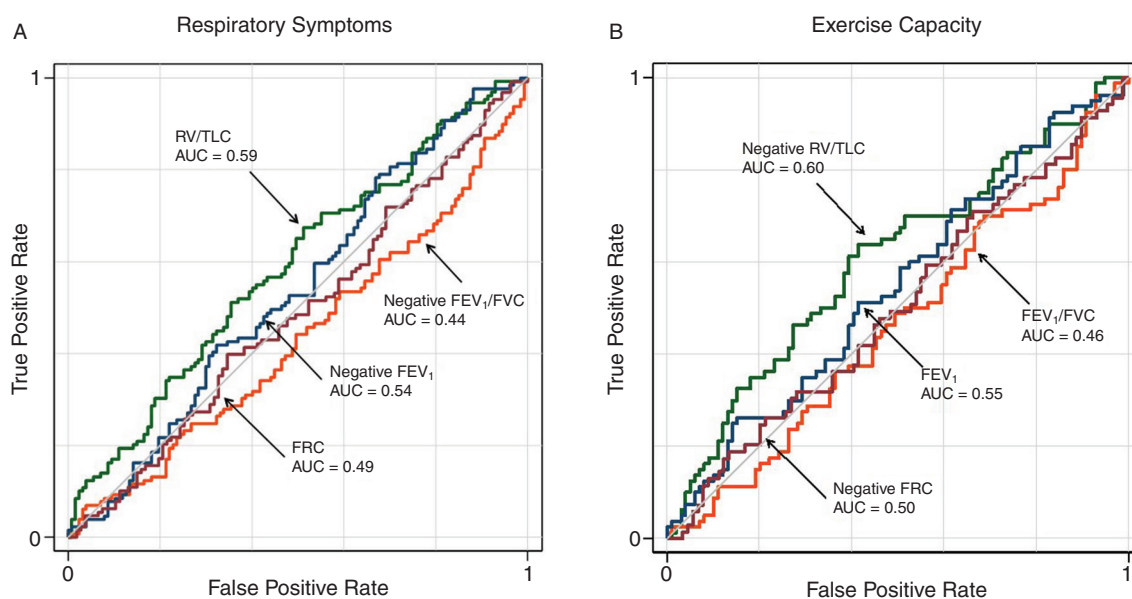 A
Respiratory Symptoms
1
RV/TLC
AUC = 0.59
Negative FEV₁/FVC
AUC = 0.44
Negative FEV₁
AUC = 0.54
FRC
AUC = 0.49
True Positive Rate
0
0
1
False Positive Rate
B
Exercise Capacity
1
Negative RV/TLC
AUC = 0.60
FEV₁/FVC
AUC = 0.46
FEV₁
AUC = 0.55
Negative FRC
AUC = 0.50
True Positive Rate
0
0
1
False Positive Rate